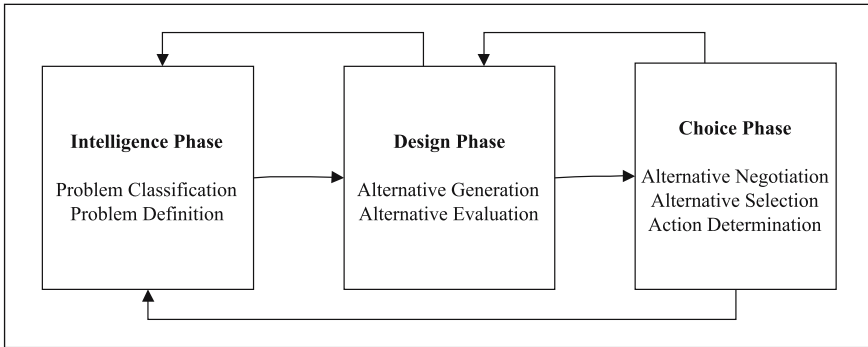 Intelligence Phase
Problem Classification
Problem Definition
Design Phase
Alternative Generation
Alternative Evaluation
Choice Phase
Alternative Negotiation
Alternative Selection
Action Determination